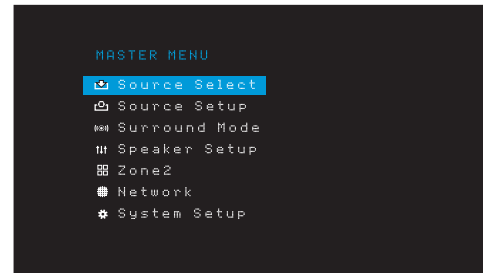 MASTER MENU
Source Select
Source Setup
Surround Mode
Speaker Setup
Zone2
Network
System Setup